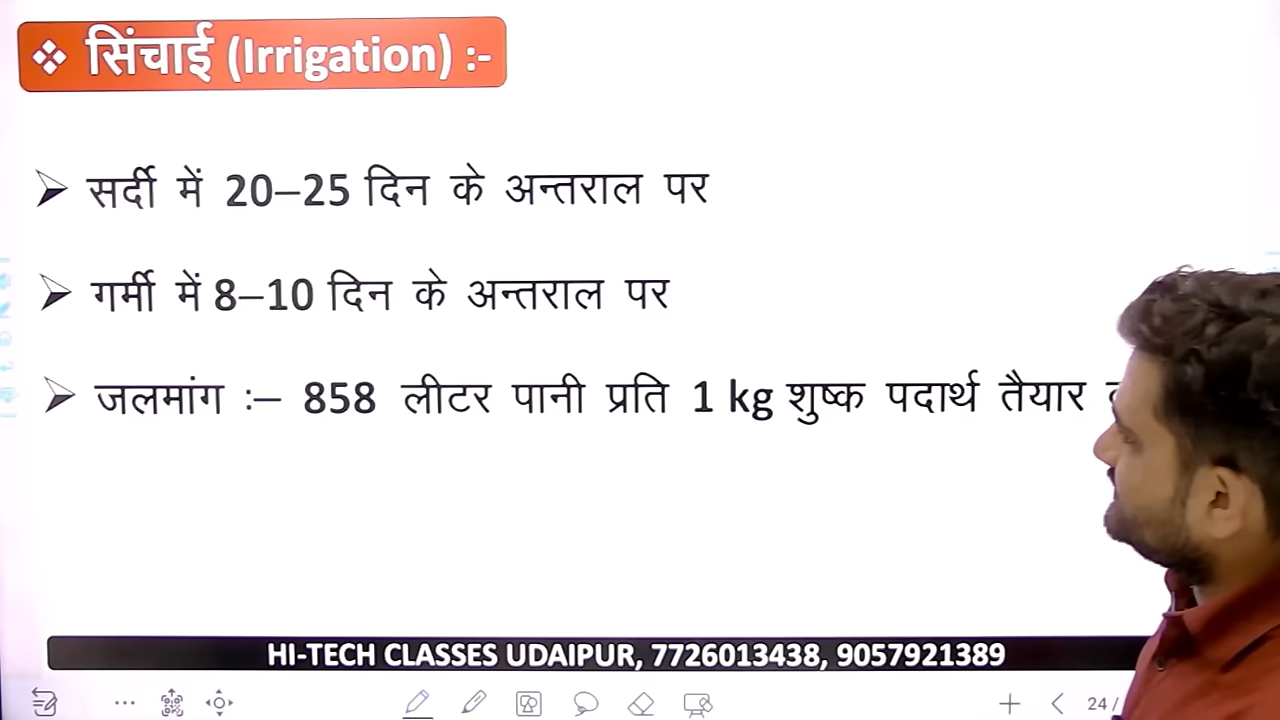 ❖ सिंचाई (Irrigation) :-
➢ सर्दी में 20–25 दिन के अन्तराल पर
➢ गर्मी में 8–10 दिन के अन्तराल पर
➢ जलमांग :– 858 लीटर पानी प्रति 1 kg शुष्क पदार्थ तैयार
HI-TECH CLASSES UDAIPUR, 7726013438, 9057921389
24/